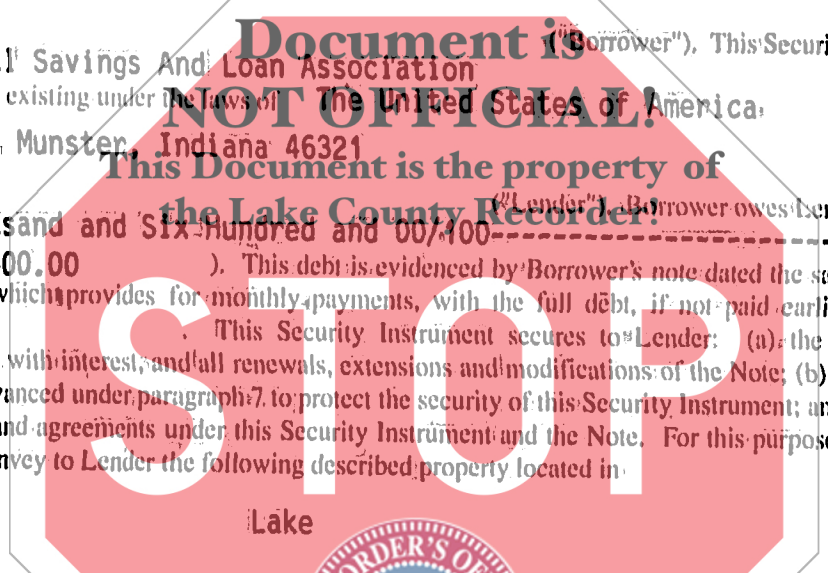 Document is
("Borrower"). This Securi
l Savings And Loan Association
existing under the laws of The United States of America
NOT OFFICIAL!
Munster, Indiana 46321
This Document is the property of
the Lake County Recorder!
("Lender"). Borrower owes Len
sand and Six Hundred and 00/100
00.00 ). This debt is evidenced by Borrower's note dated the sa
which provides for monthly payments, with the full debt, if not paid earli
. This Security Instrument secures to Lender: (a) the
with interest, and all renewals, extensions and modifications of the Note; (b)
vanced under paragraph 7 to protect the security of this Security Instrument; an
nd agreements under this Security Instrument and the Note. For this purpose
nvey to Lender the following described property located in
STOP
Lake
ORDER'S OF